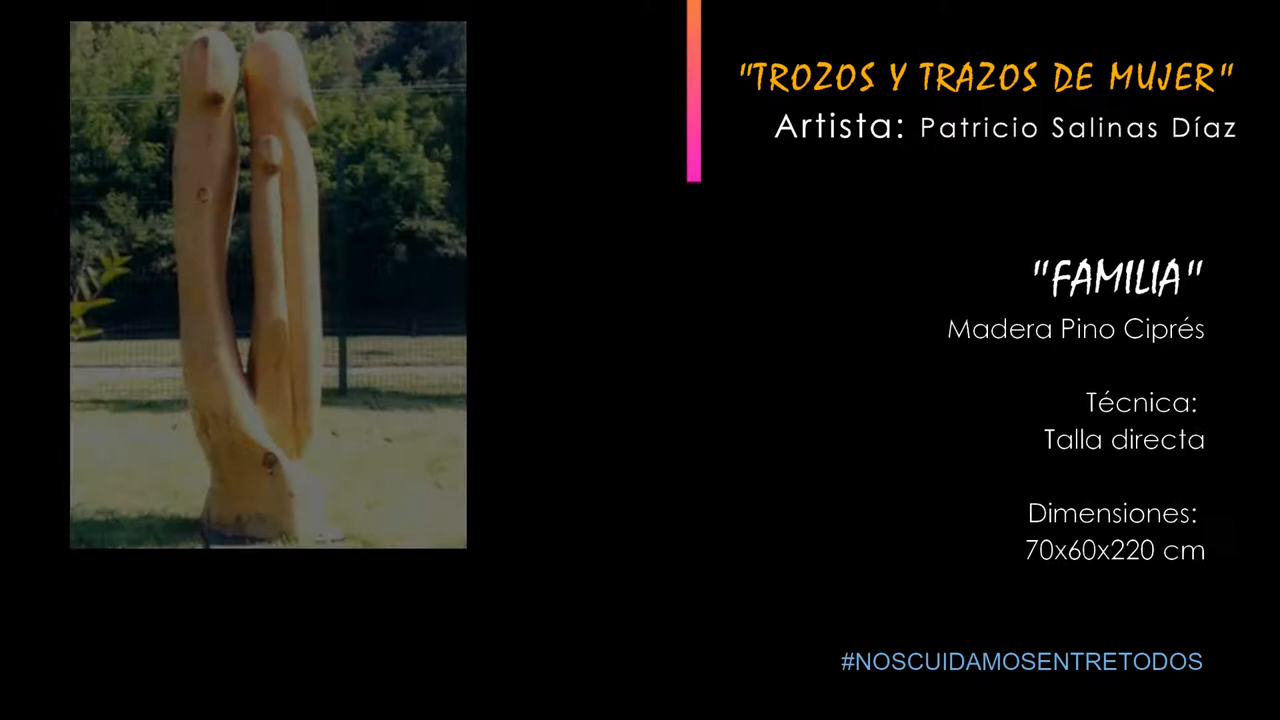 "TROZOS Y TRAZOS DE MUJER"
Artista: Patricio Salinas Díaz
"FAMILIA"
Madera Pino Ciprés
Técnica:
Talla directa
Dimensiones:
70x60x220 cm
#NOSCUIDAMOSENTRETODOS